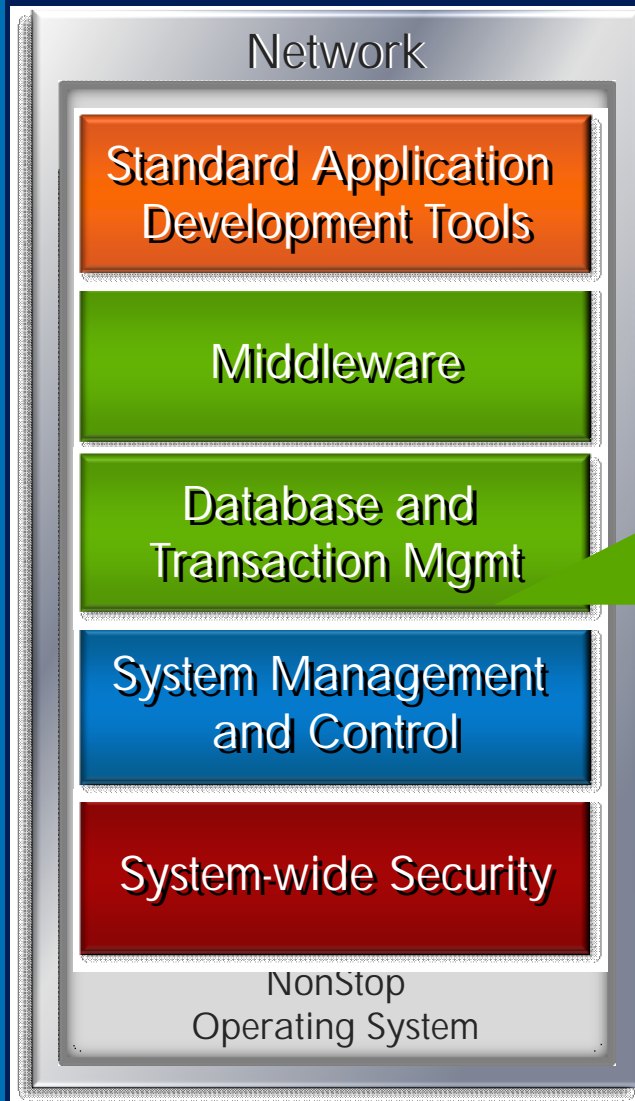 Network
Standard Application
Development Tools
Middleware
Database and
Transaction Mgmt
System Management
and Control
System-wide Security
NonStop
Operating System